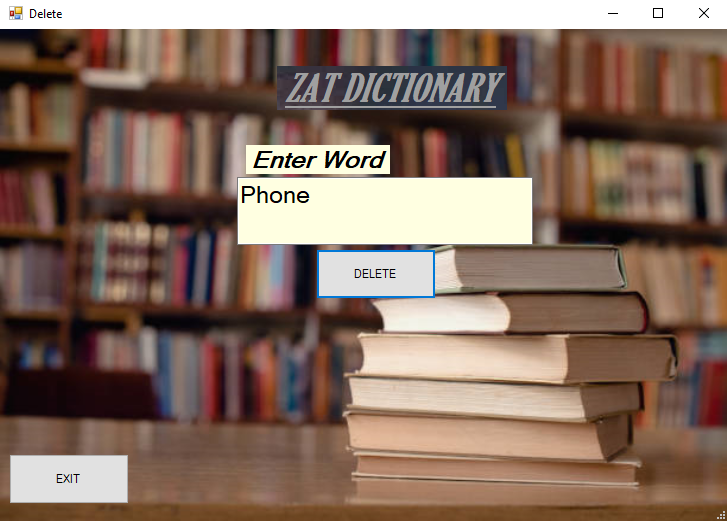 Delete
ZAT DICTIONARY
Enter Word
Phone
DELETE
EXIT